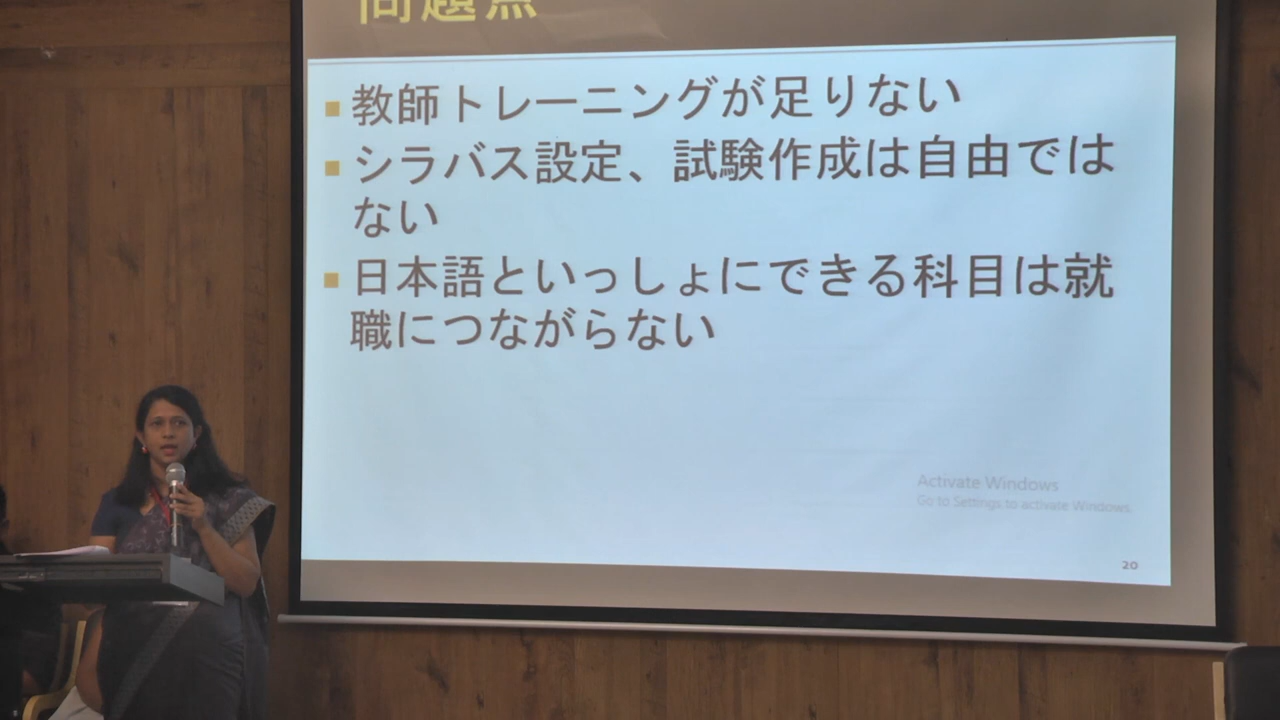 問題点
▪教師トレーニングが足りない
▪シラバス設定、試験作成は自由では
ない
▪日本語といっしょにできる科目は就
職につながらない
Activate Windows
Go to Settings to activate Windows.
20